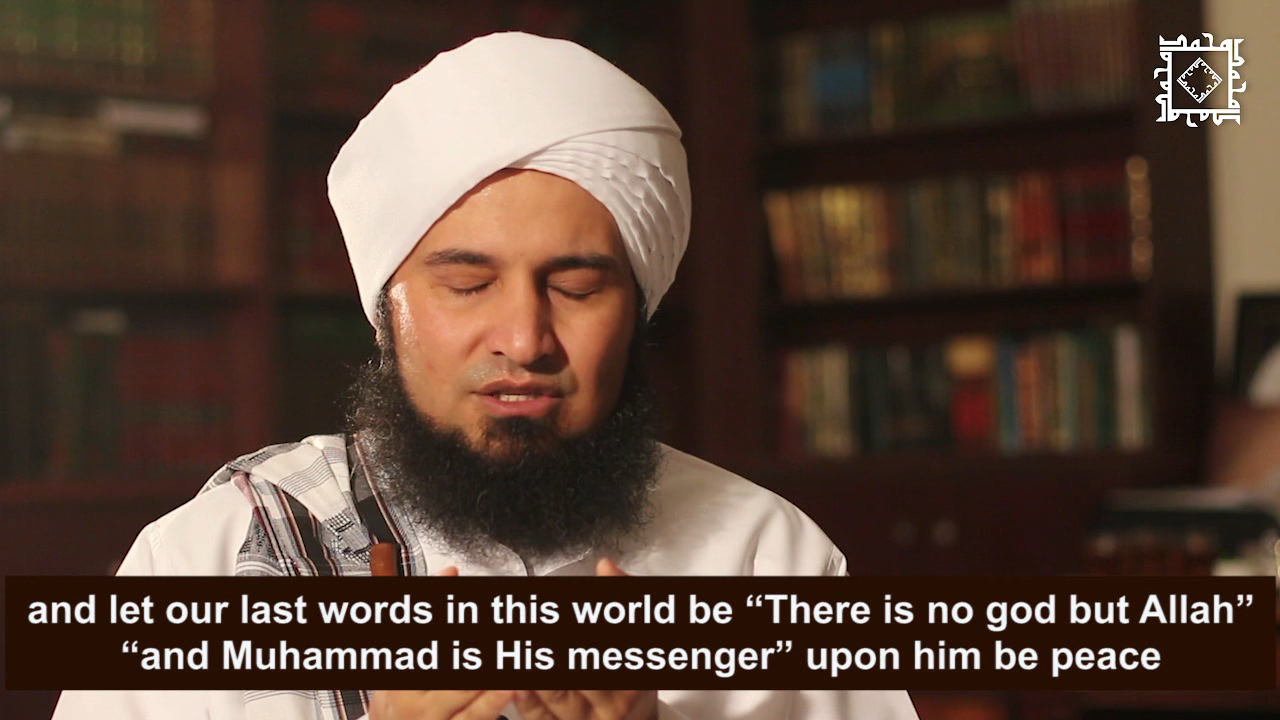 and let our last words in this world be “There is no god but Allah”
“and Muhammad is His messenger” upon him be peace